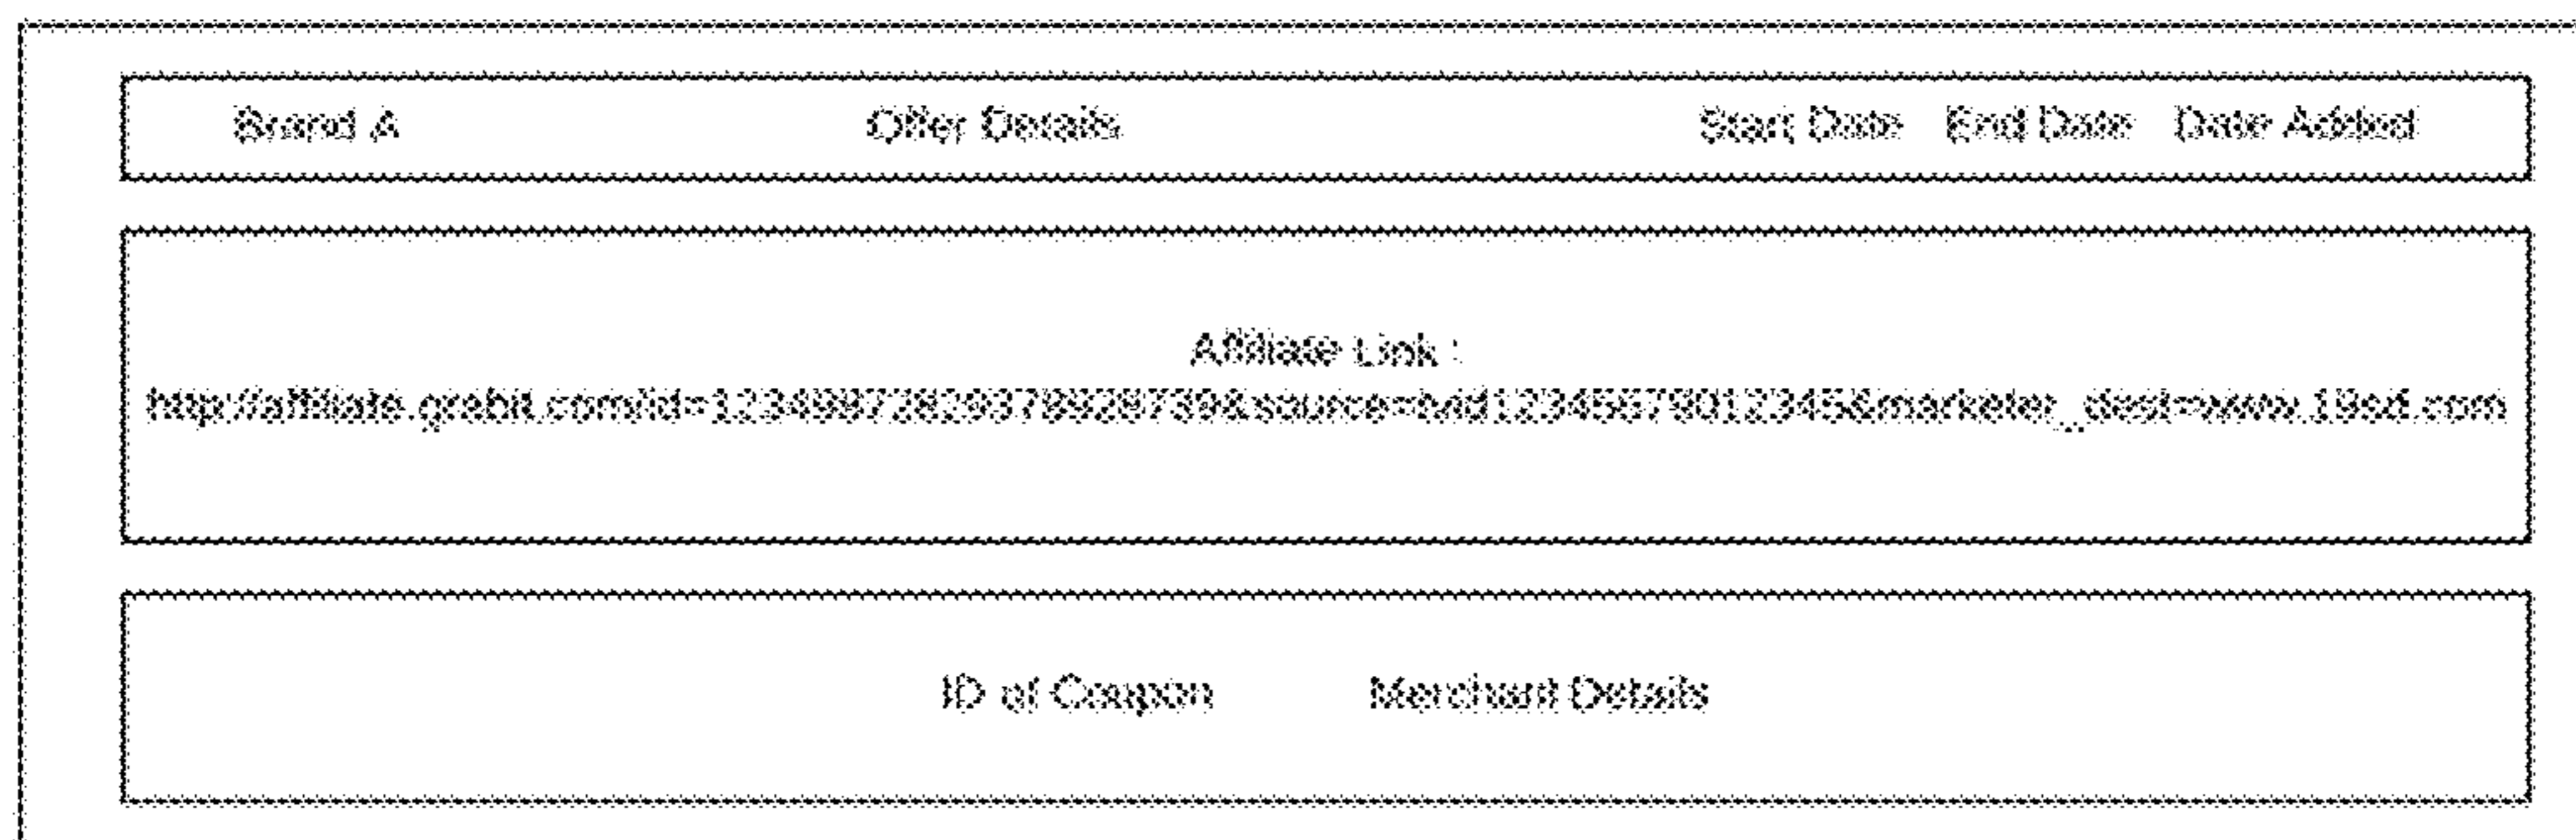 Brand A Offer Details Start Date End Date Date Added
Affiliate Link :
ID of Coupon Merchant Details